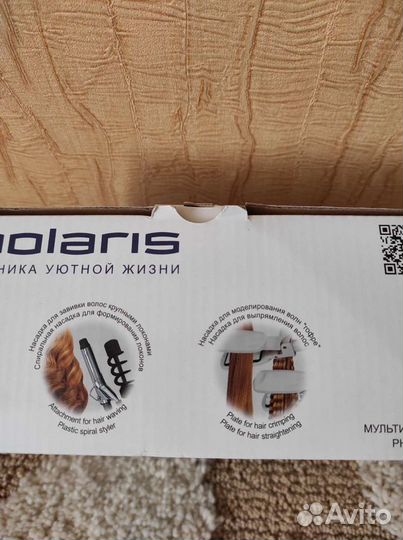 polaris
НИКА УЮТНОЙ ЖИЗНИ
Насадка для завивки волос крупными локонами
Спиральная насадка для формирования локонов
Attachment for hair waving
Plastic spiral styler
Насадка для моделирования волн "гофре"
Насадка для выпрямления волос
Plate for hair crimping
Plate for hair straightening
МУЛЬТИ
PH
Avito